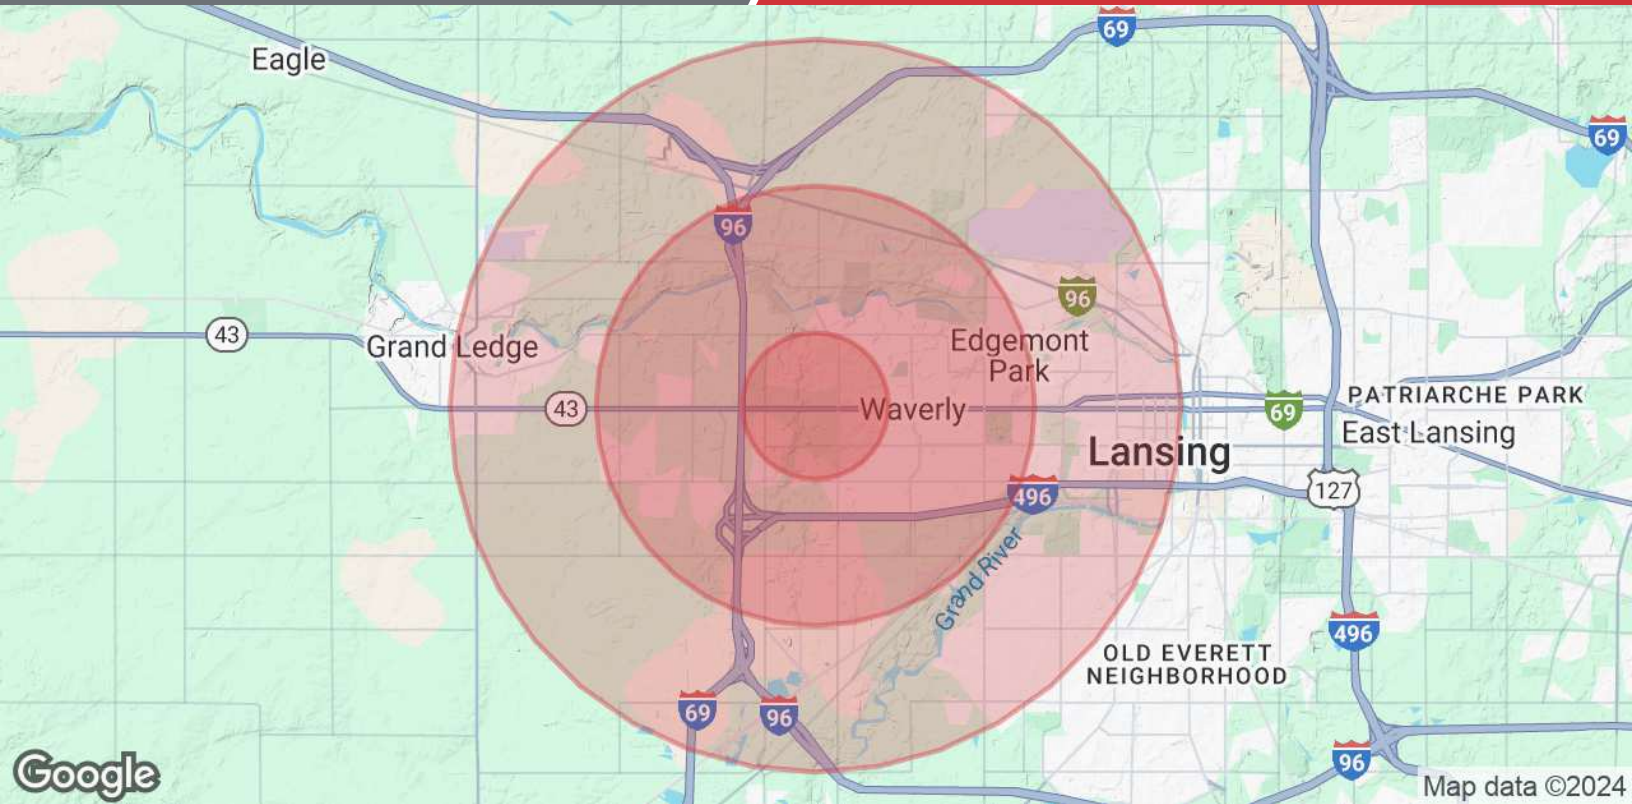 69
Eagle
69
96
96
43
Grand Ledge
Edgemont
Park
43
Waverly
69
PATRIARCHE PARK
East Lansing
Lansing
496
127
Grand River
496
OLD EVERETT
NEIGHBORHOOD
69
96
96
Google
Map data ©2024